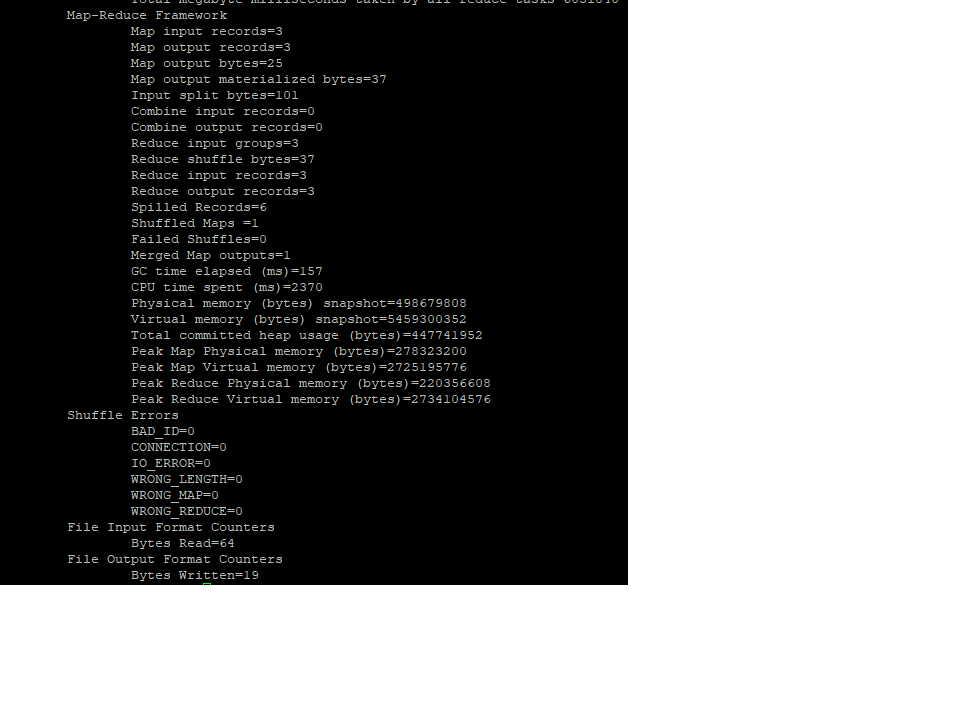 Total megabyte-milliseconds taken by all reduce tasks
Map-Reduce Framework
Map input records=3
Map output records=3
Map output bytes=25
Map output materialized bytes=37
Input split bytes=101
Combine input records=0
Combine output records=0
Reduce input groups=3
Reduce shuffle bytes=37
Reduce input records=3
Reduce output records=3
Spilled Records=6
Shuffled Maps =1
Failed Shuffles=0
Merged Map outputs=1
GC time elapsed (ms)=157
CPU time spent (ms)=2370
Physical memory (bytes) snapshot=498679808
Virtual memory (bytes) snapshot=5459300352
Total committed heap usage (bytes)=447741952
Peak Map Physical memory (bytes)=278323200
Peak Map Virtual memory (bytes)=2725195776
Peak Reduce Physical memory (bytes)=220356608
Peak Reduce Virtual memory (bytes)=2734104576
Shuffle Errors
BAD_ID=0
CONNECTION=0
IO_ERROR=0
WRONG_LENGTH=0
WRONG_MAP=0
WRONG_REDUCE=0
File Input Format Counters
Bytes Read=64
File Output Format Counters
Bytes Written=19